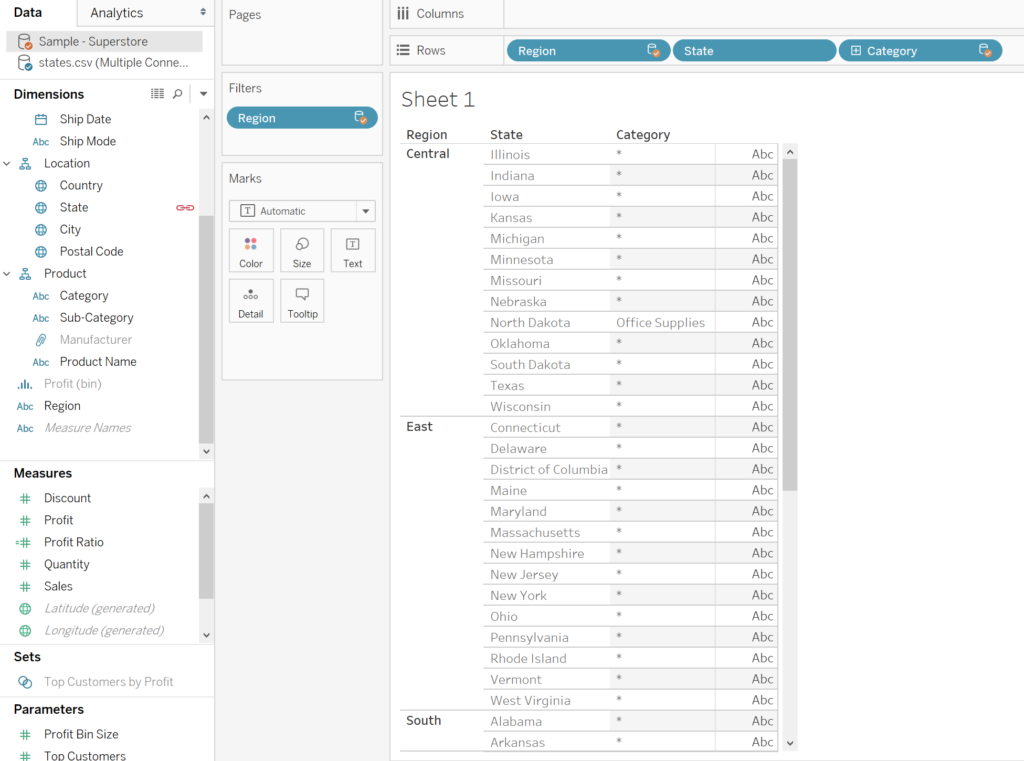 Data
Analytics
Sample - Superstore
states.csv (Multiple Conne...
Dimensions
Ship Date
Abc Ship Mode
Location
Country
State
City
Postal Code
Product
Abc Category
Abc Sub-Category
Manufacturer
Abc Product Name
Profit (bin)
Abc Region
Abc Measure Names
Measures
Discount
Profit
Profit Ratio
Quantity
Sales
Latitude (generated)
Longitude (generated)
Sets
Top Customers by Profit
Parameters
Profit Bin Size
Top Customers
Pages
Filters
Region
Marks
T Automatic
Color Size T Text
Detail Tooltip
Columns
Rows Region State Category
Sheet 1
Region State Category
Central Illinois * Abc
Indiana * Abc
Iowa * Abc
Kansas * Abc
Michigan * Abc
Minnesota * Abc
Missouri * Abc
Nebraska * Abc
North Dakota Office Supplies Abc
Oklahoma * Abc
South Dakota * Abc
Texas * Abc
Wisconsin * Abc
East Connecticut * Abc
Delaware * Abc
District of Columbia * Abc
Maine * Abc
Maryland * Abc
Massachusetts * Abc
New Hampshire * Abc
New Jersey * Abc
New York * Abc
Ohio * Abc
Pennsylvania * Abc
Rhode Island * Abc
Vermont * Abc
West Virginia * Abc
South Alabama * Abc
Arkansas * Abc